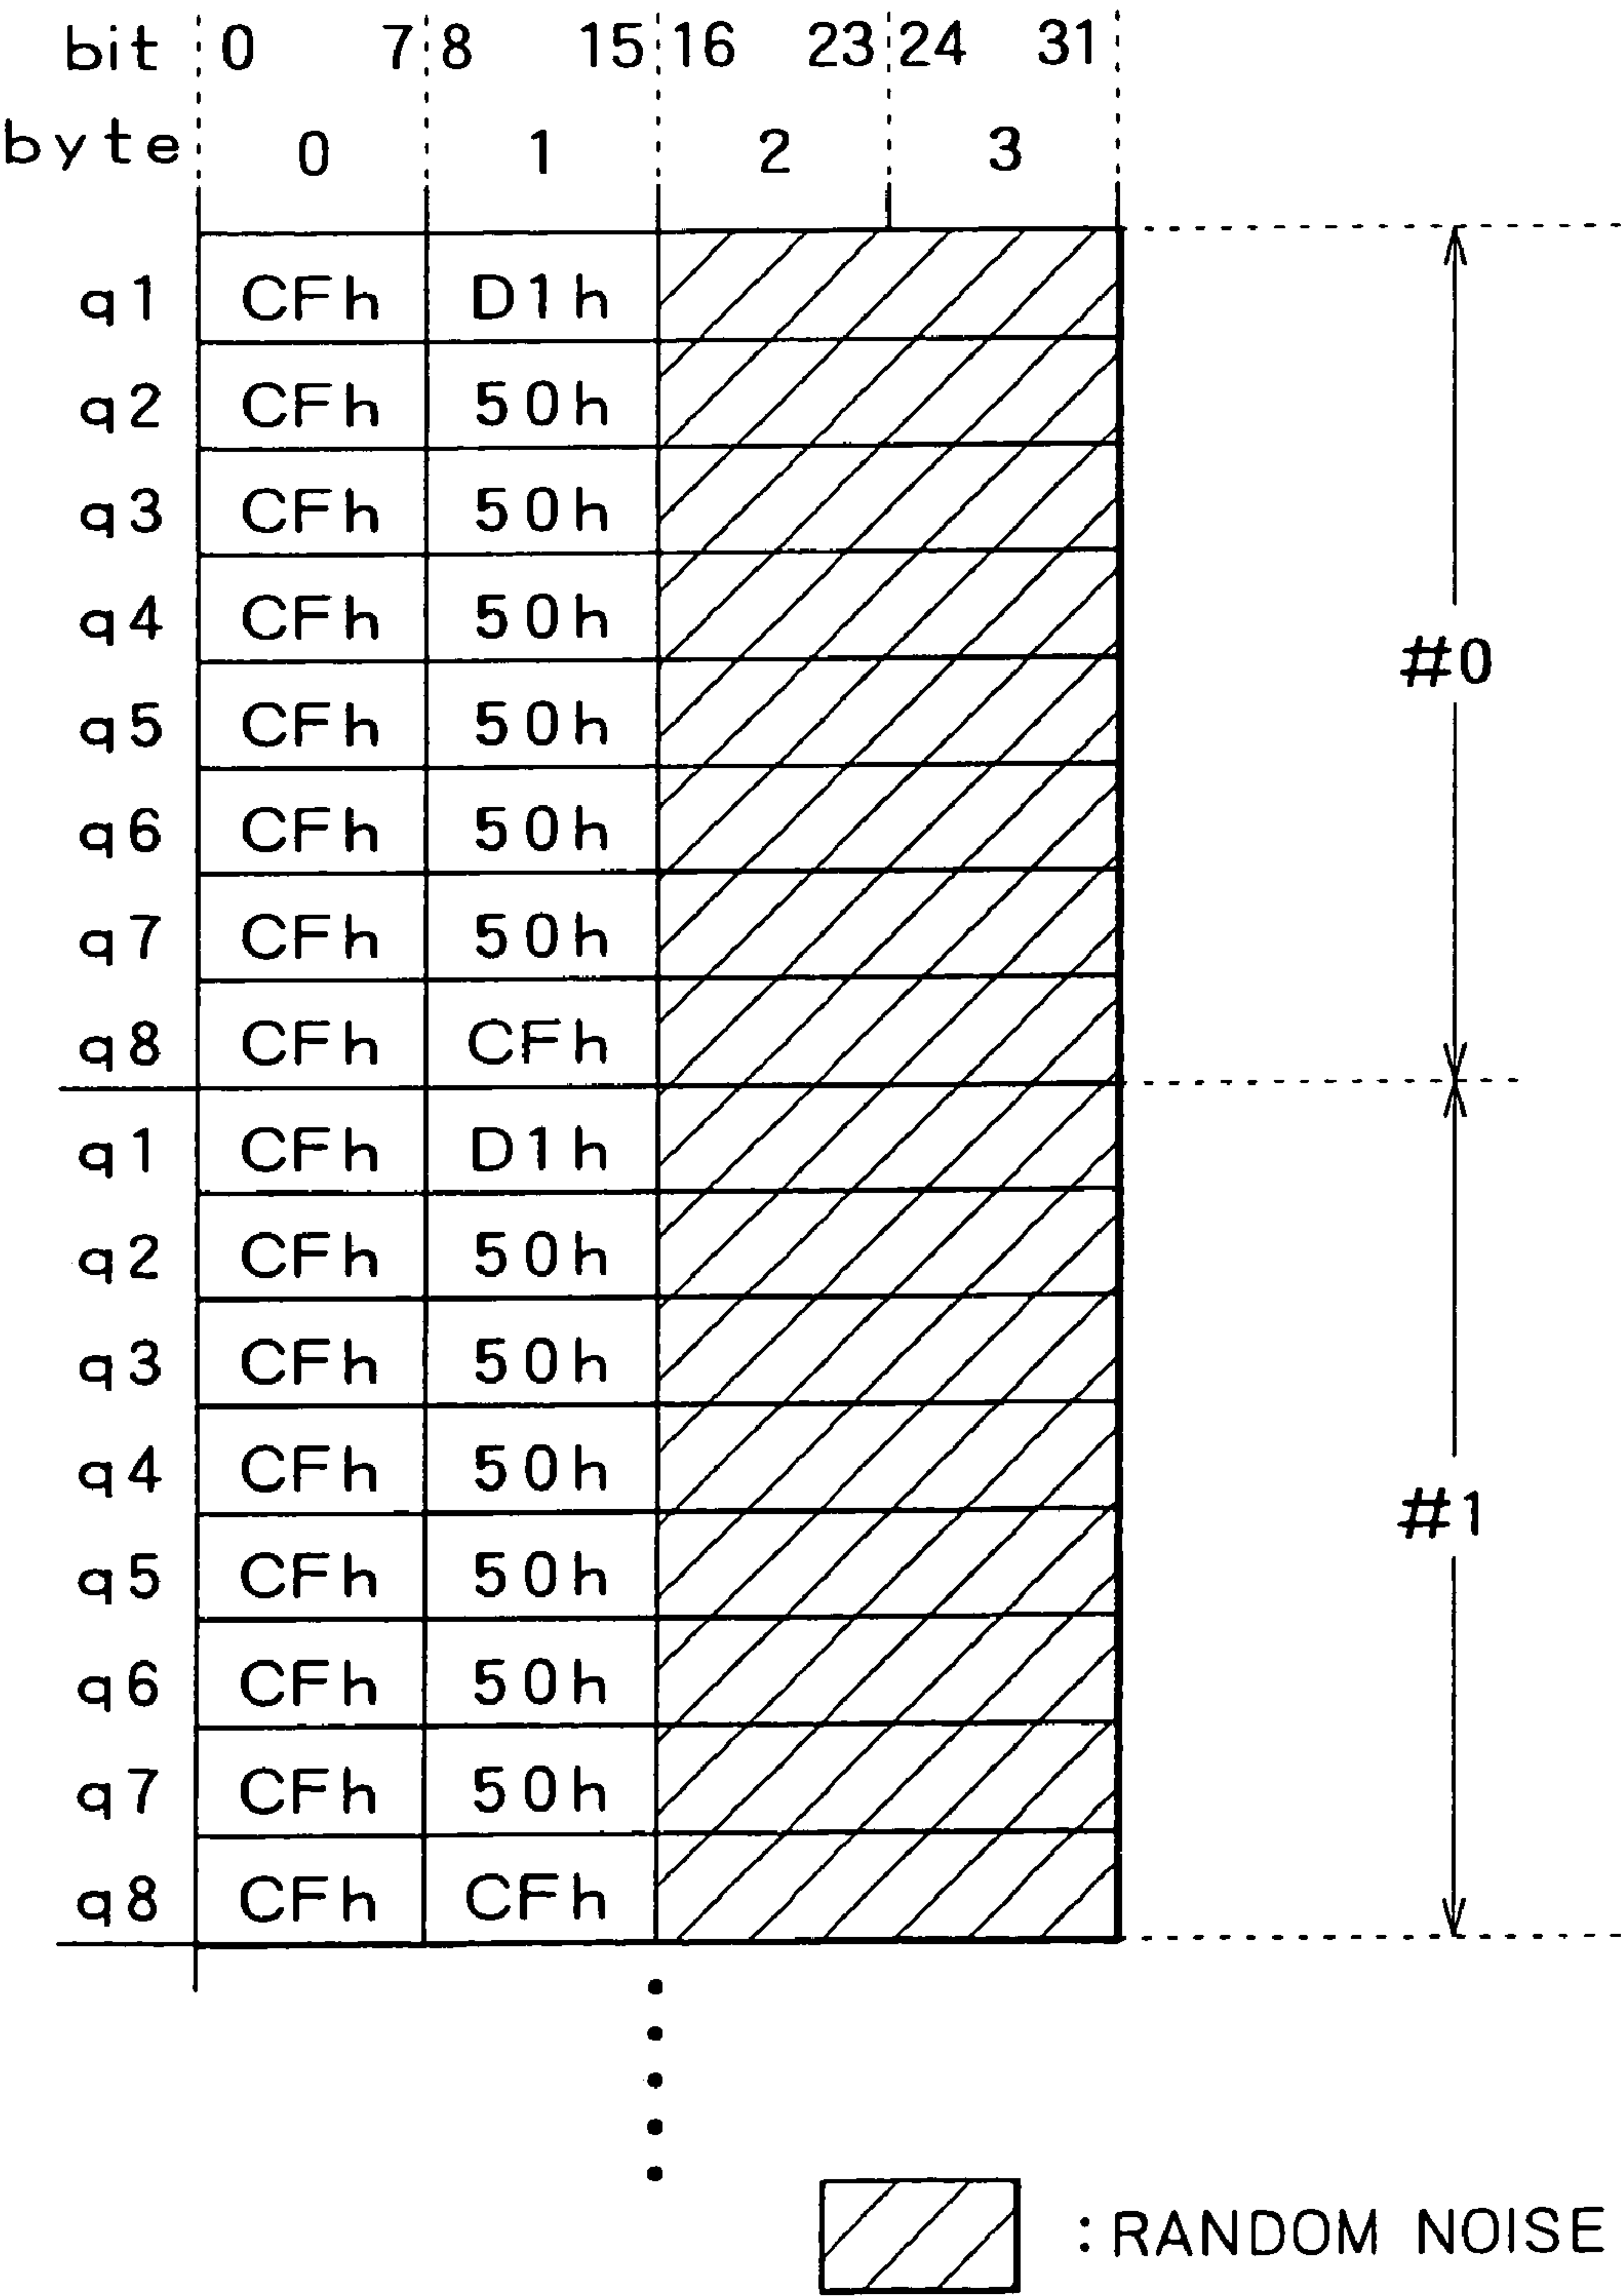 bit 0 7 8 15 16 23 24 31
byte 0 1 2 3
q1 CFh D1h
q2 CFh 50h
q3 CFh 50h
q4 CFh 50h
#0
q5 CFh 50h
q6 CFh 50h
q7 CFh 50h
q8 CFh CFh
q1 CFh D1h
q2 CFh 50h
q3 CFh 50h
q4 CFh 50h
#1
q5 CFh 50h
q6 CFh 50h
q7 CFh 50h
q8 CFh CFh
: RANDOM NOISE